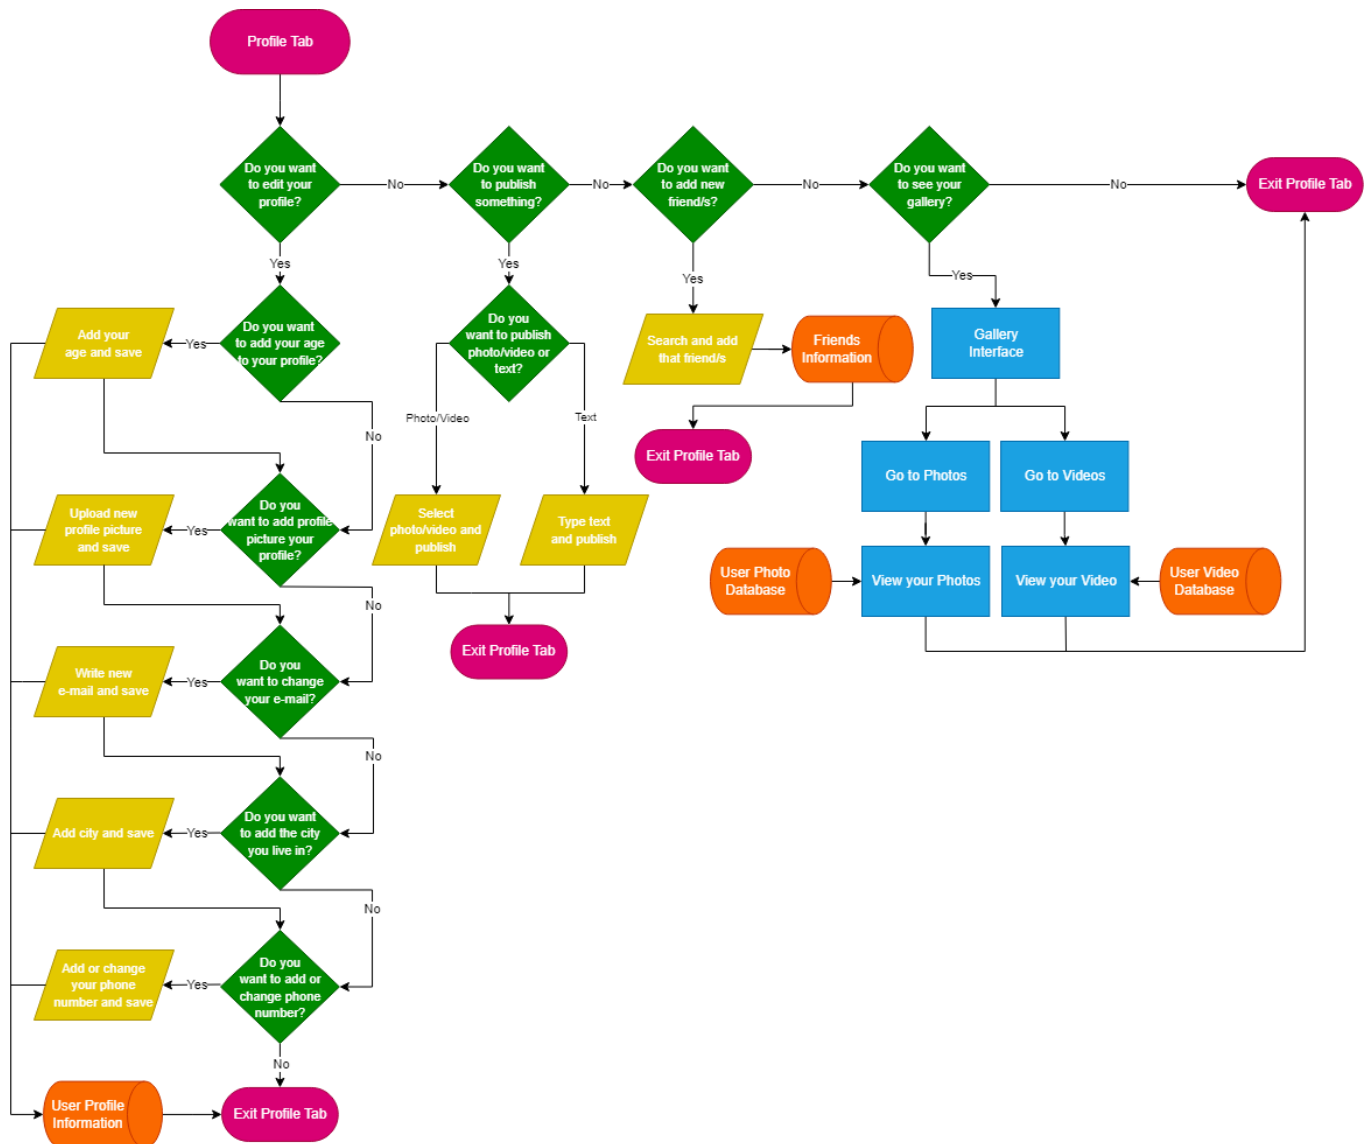 Profile Tab
Do you want
to edit your
profile?
No
Do you want
to publish
something?
No
Do you want
to add new
friend/s?
No
Do you want
to see your
gallery?
No
Exit Profile Tab
Yes
Yes
Yes
Yes
Add your
age and save
Yes
Do you want
to add your age
to your profile?
No
Do you
want to publish
photo/video or
text?
Photo/Video
Text
Search and add
that friend/s
Friends
Information
Exit Profile Tab
Gallery
Interface
Go to Photos
Go to Videos
Upload new
profile picture
and save
Yes
Do you
want to add profile
picture your
profile?
No
Select
photo/video and
publish
Type text
and publish
Exit Profile Tab
User Photo
Database
View your Photos
View your Video
User Video
Database
Write new
e-mail and save
Yes
Do you
want to change
your e-mail?
No
Add city and save
Yes
Do you want
to add the city
you live in?
No
Add or change
your phone
number and save
Yes
Do you
want to add or
change phone
number?
No
User Profile
Information
Exit Profile Tab